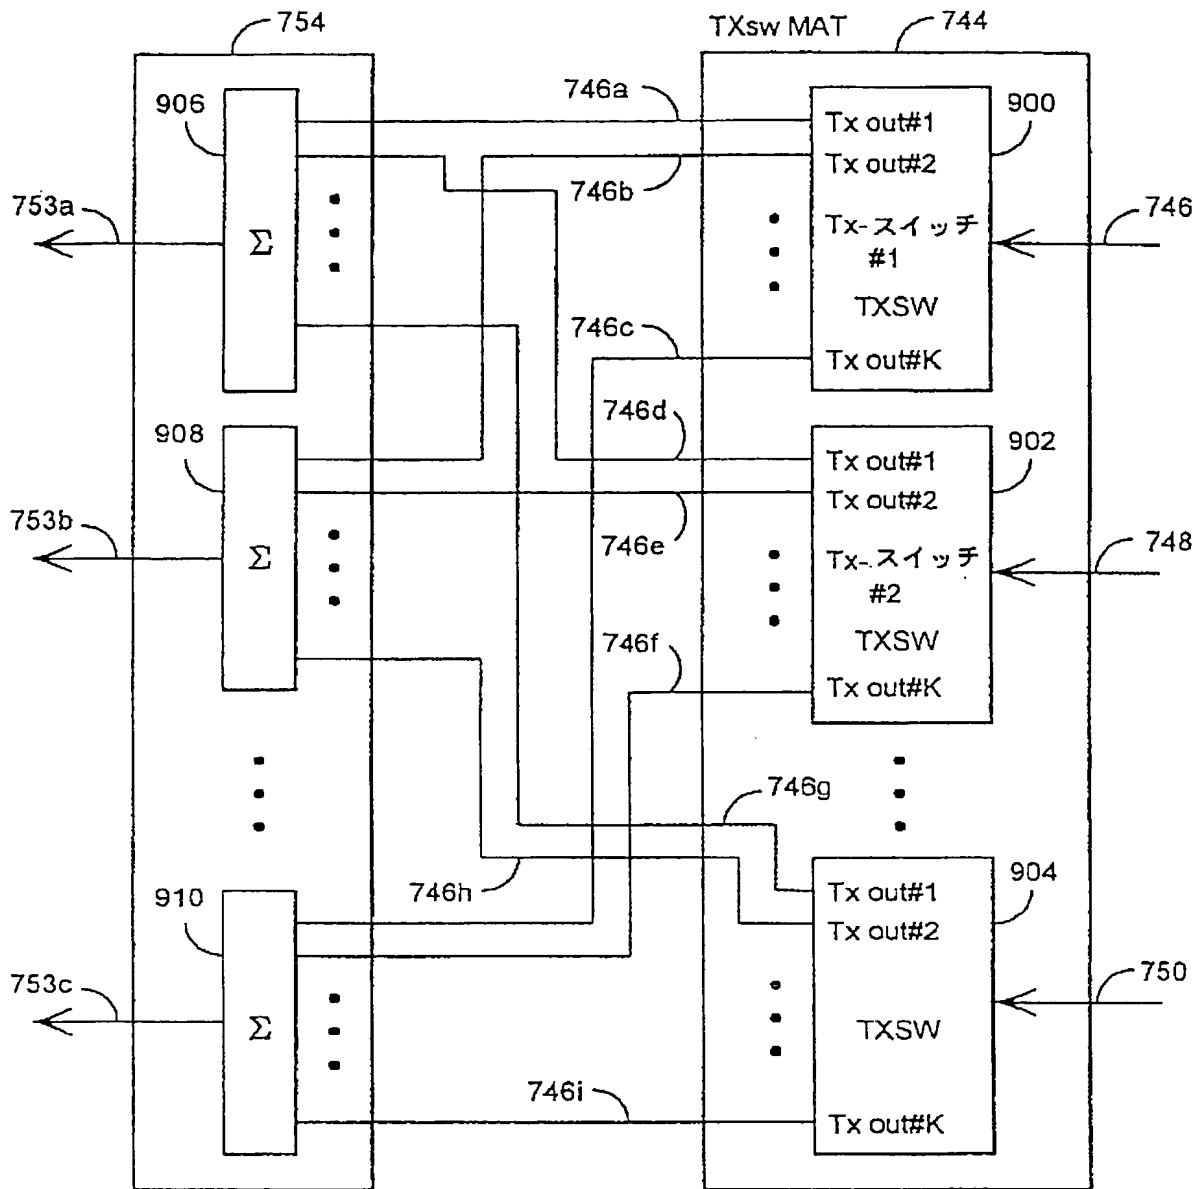 754
TXsw MAT
744
906
746a
900
Tx out#1
Tx out#2
746b
753a
Σ
Tx-スイッチ
#1
746
TXSW
746c
Tx out#K
908
746d
902
Tx out#1
Tx out#2
753b
Σ
746e
Tx-スイッチ
#2
748
TXSW
746f
Tx out#K
746g
746h
910
904
Tx out#1
Tx out#2
753c
Σ
750
TXSW
746i
Tx out#K